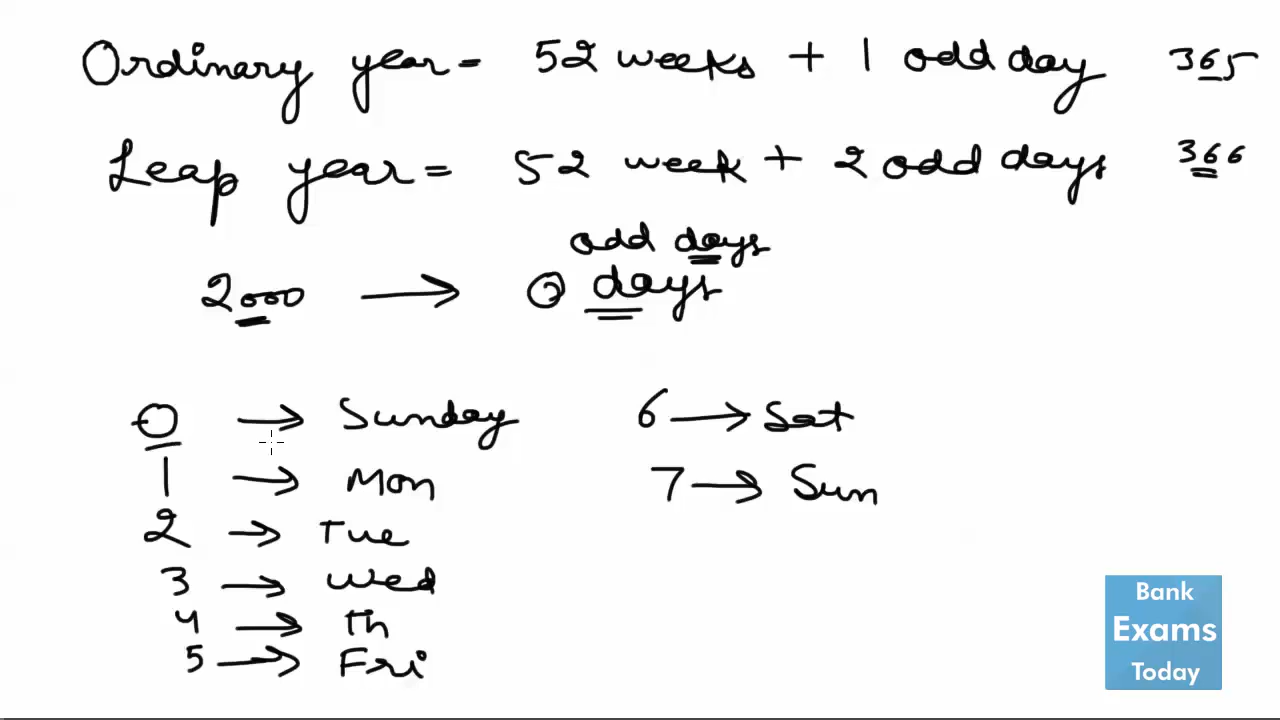 Ordinary year = 52 weeks + 1 odd day 365
Leap year = 52 week + 2 odd days 366
odd days
2000 → 0 days
0 → Sunday 6 → Sat
1 → Mon 7 → Sun
2 → Tue
3 → Wed
4 → Th
5 → Fri
Bank
Exams
Today